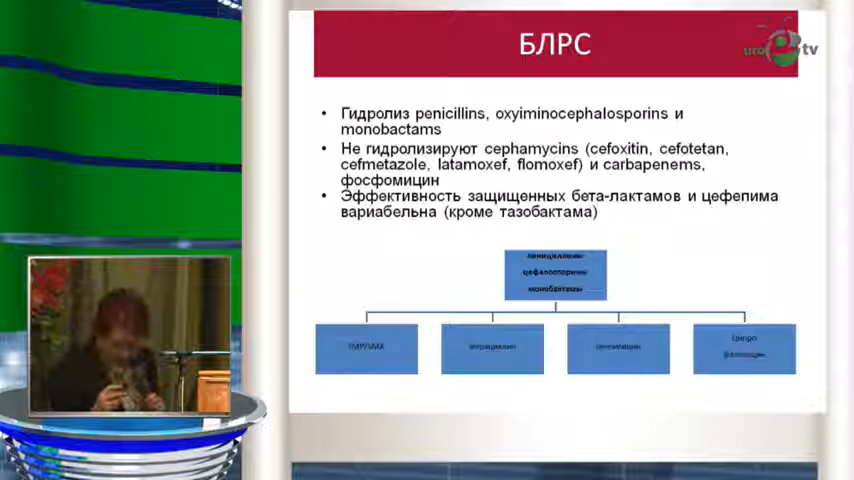 БЛРС
uro tv
• Гидролиз penicillins, oxyiminocephalosporins и
monobactams
• Не гидролизируют cephamycins (cefoxitin, cefotetan,
cefmetazole, latamoxef, flomoxef) и carbapenems,
фосфомицин
• Эффективность защищенных бета-лактамов и цефепима
вариабельна (кроме тазобактама)
пенициллины
цефалоспорины
монобактамы